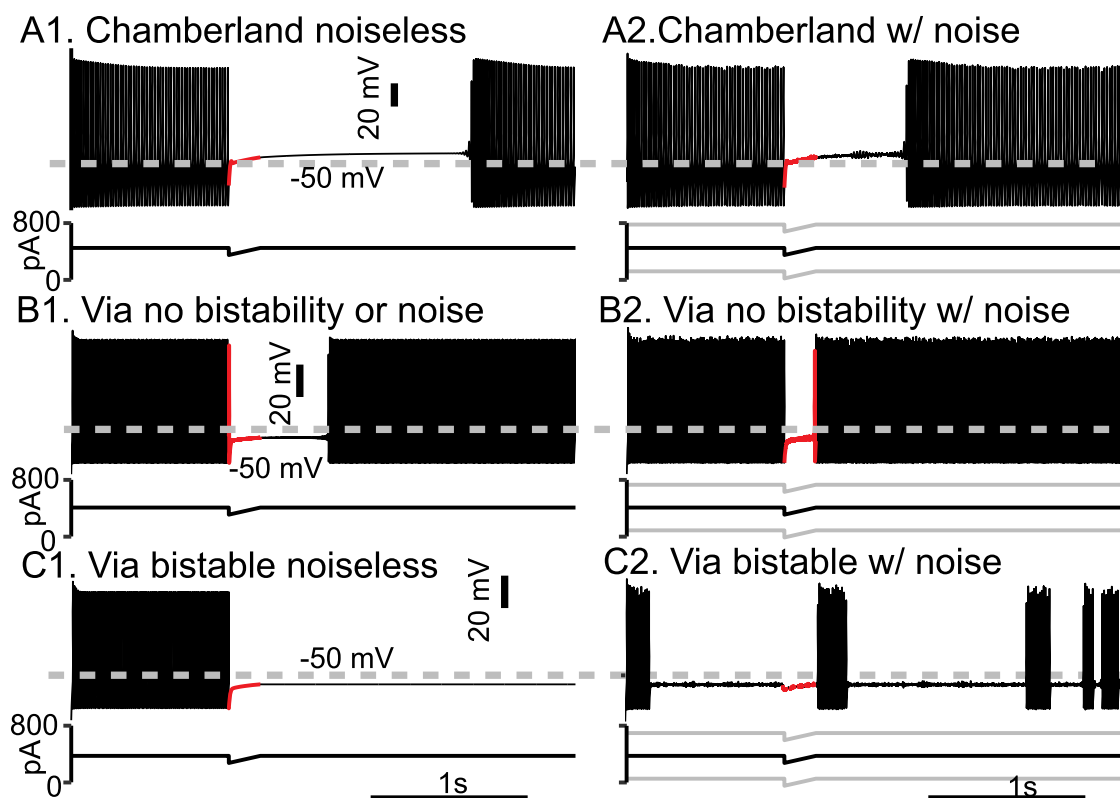 A1. Chamberland noiseless
A2.Chamberland w/ noise
20 mV
-50 mV
800
pA
0
B1. Via no bistability or noise
B2. Via no bistability w/ noise
20 mV
-50 mV
800
pA
0
C1. Via bistable noiseless
C2. Via bistable w/ noise
20 mV
-50 mV
800
pA
0
1s
1s